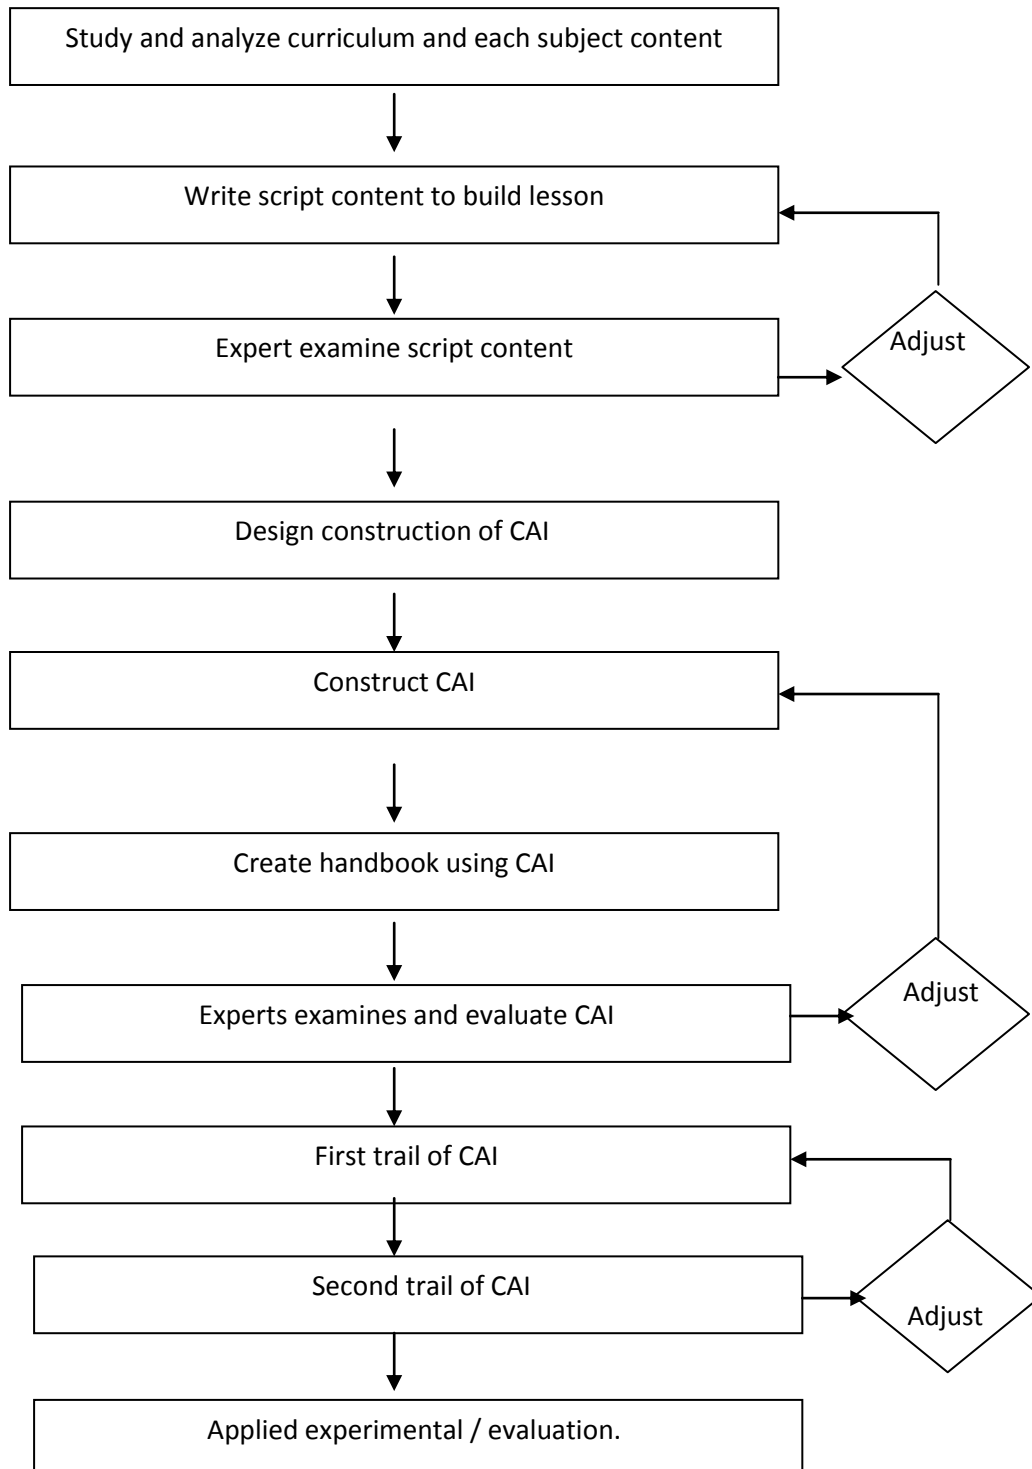 Study and analyze curriculum and each subject content
Write script content to build lesson
Adjust
Expert examine script content
Design construction of CAI
Construct CAI
Create handbook using CAI
Adjust
Experts examines and evaluate CAI
First trail of CAI
Second trail of CAI
Adjust
Applied experimental / evaluation.